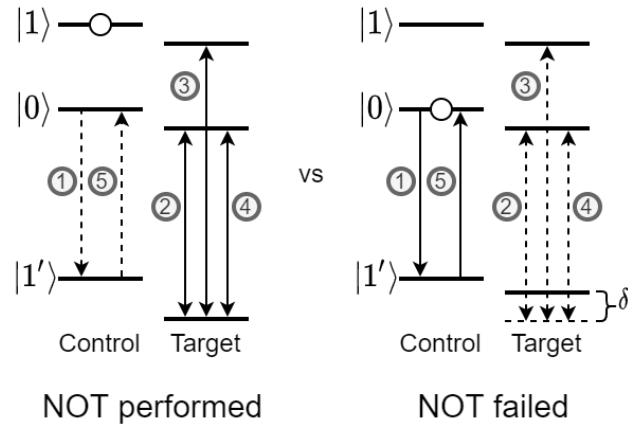 |1⟩
|0⟩
|1′⟩
1
5
3
2
4
Control
Target
NOT performed
vs
|1⟩
|0⟩
|1′⟩
1
5
3
2
4
δ
Control
Target
NOT failed